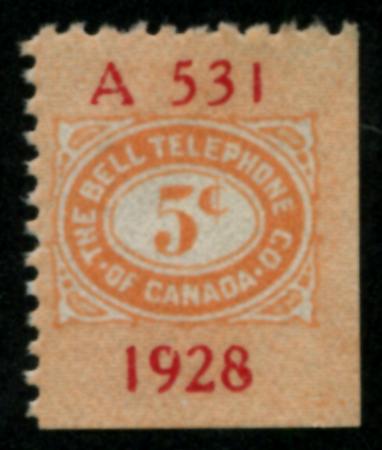 A 531
THE BELL TELEPHONE CO.
5¢
OF CANADA
1928